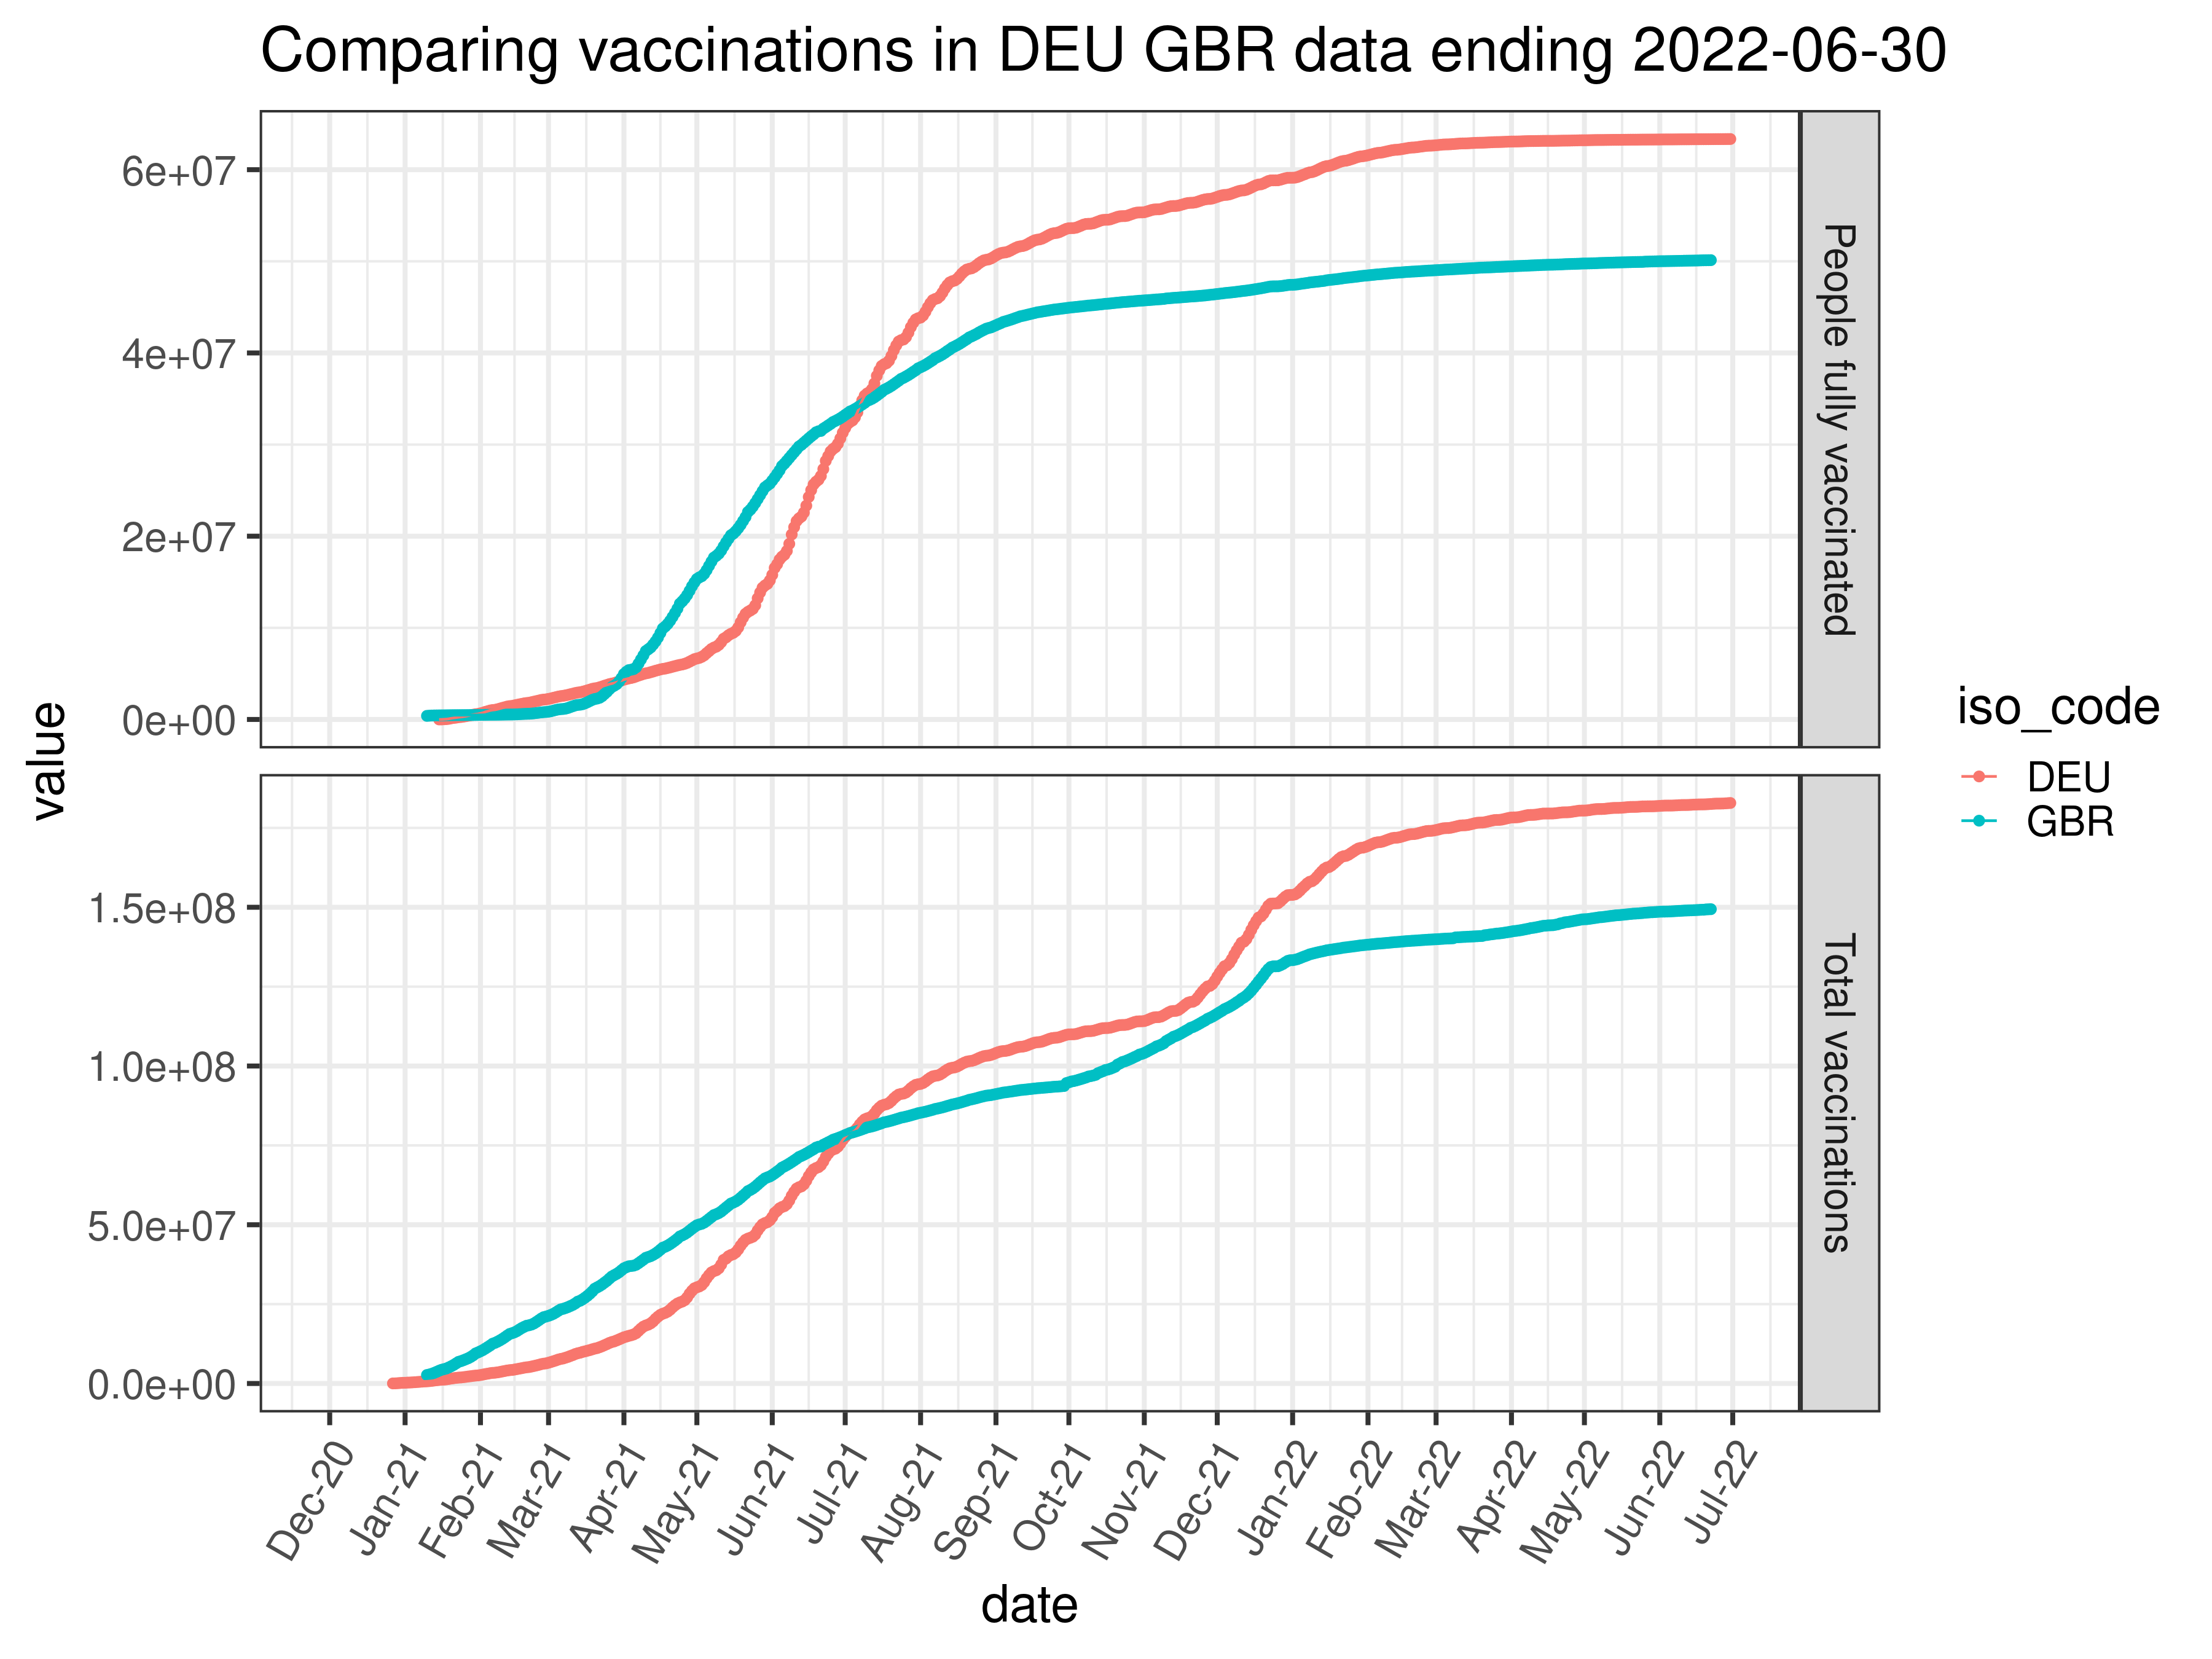 Comparing vaccinations in DEU GBR data ending 2022-06-30
6e+07
4e+07
2e+07
0e+00
People fully vaccinated
1.5e+08
1.0e+08
5.0e+07
0.0e+00
Total vaccinations
value
Dec-20
Jan-21
Feb-21
Mar-21
Apr-21
May-21
Jun-21
Jul-21
Aug-21
Sep-21
Oct-21
Nov-21
Dec-21
Jan-22
Feb-22
Mar-22
Apr-22
May-22
Jun-22
Jul-22
date
iso_code
DEU
GBR